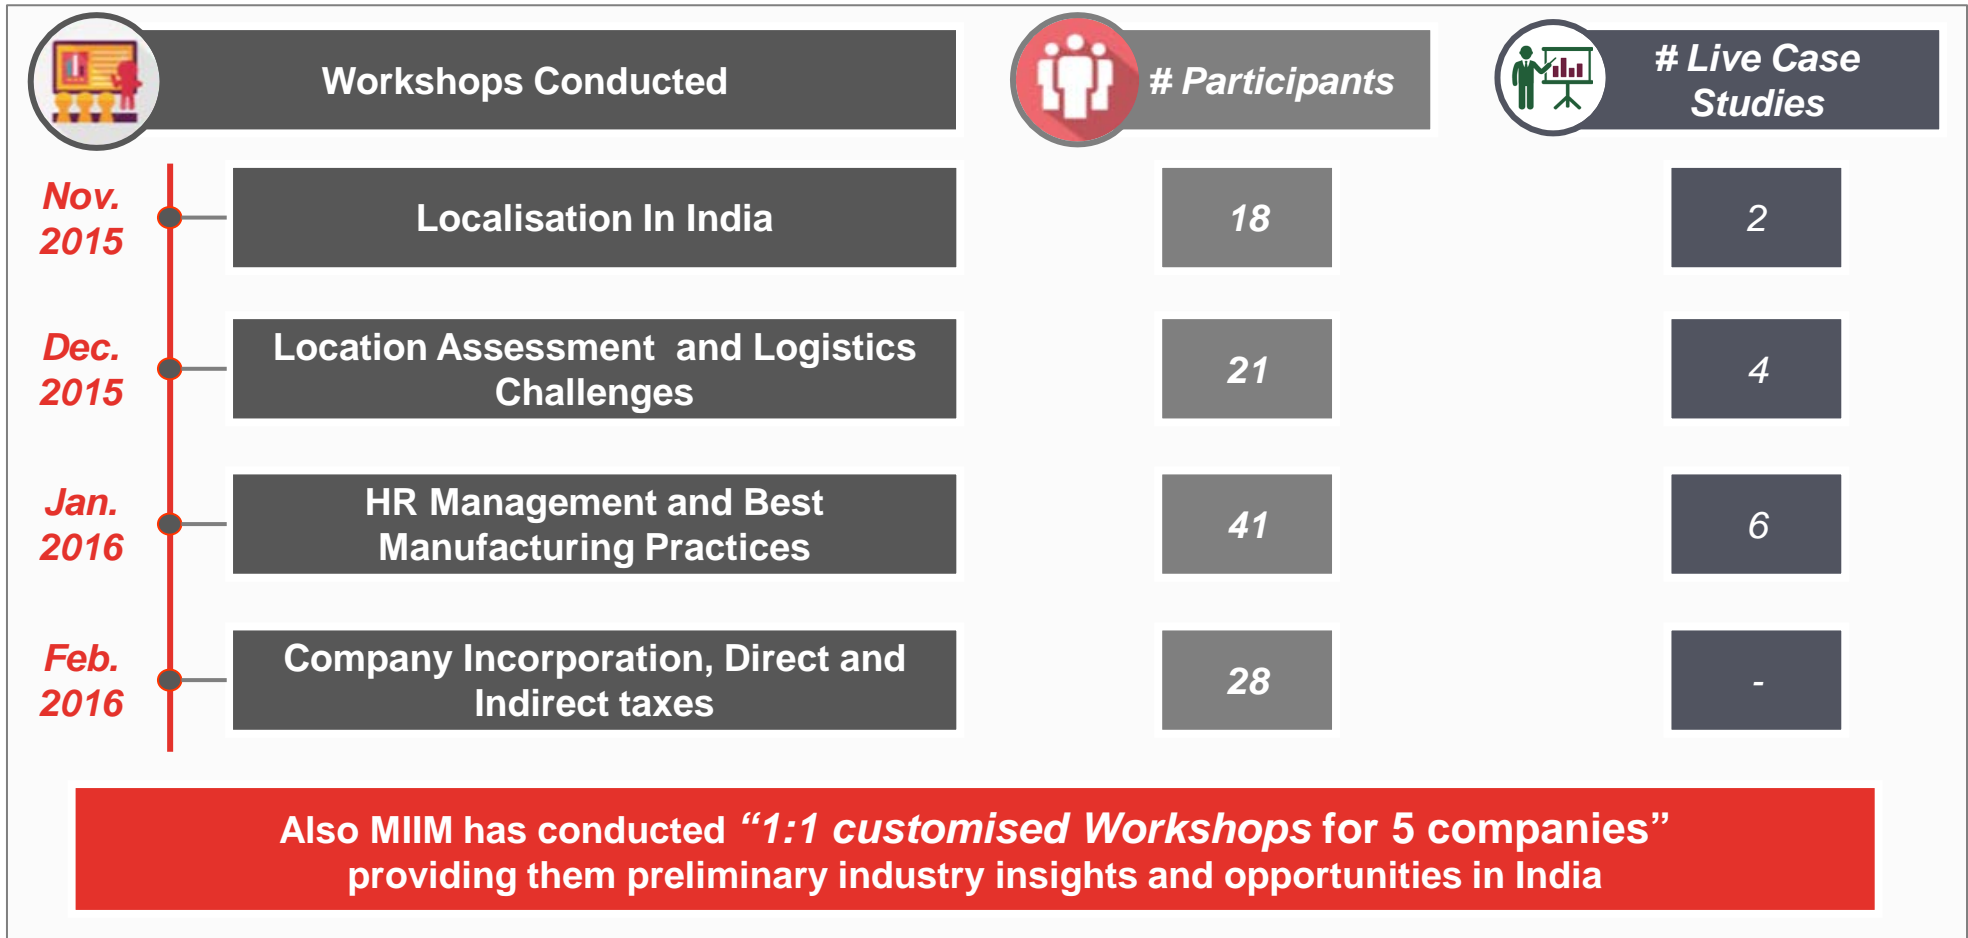 Workshops Conducted
# Participants
# Live Case
Studies
Nov.
2015
Localisation In India
18
2
Dec.
2015
Location Assessment  and Logistics
Challenges
21
4
Jan.
2016
HR Management and Best
Manufacturing Practices
41
6
Feb.
2016
Company Incorporation, Direct and
Indirect taxes
28
-
Also MIIM has conducted “1:1 customised Workshops for 5 companies”
providing them preliminary industry insights and opportunities in India